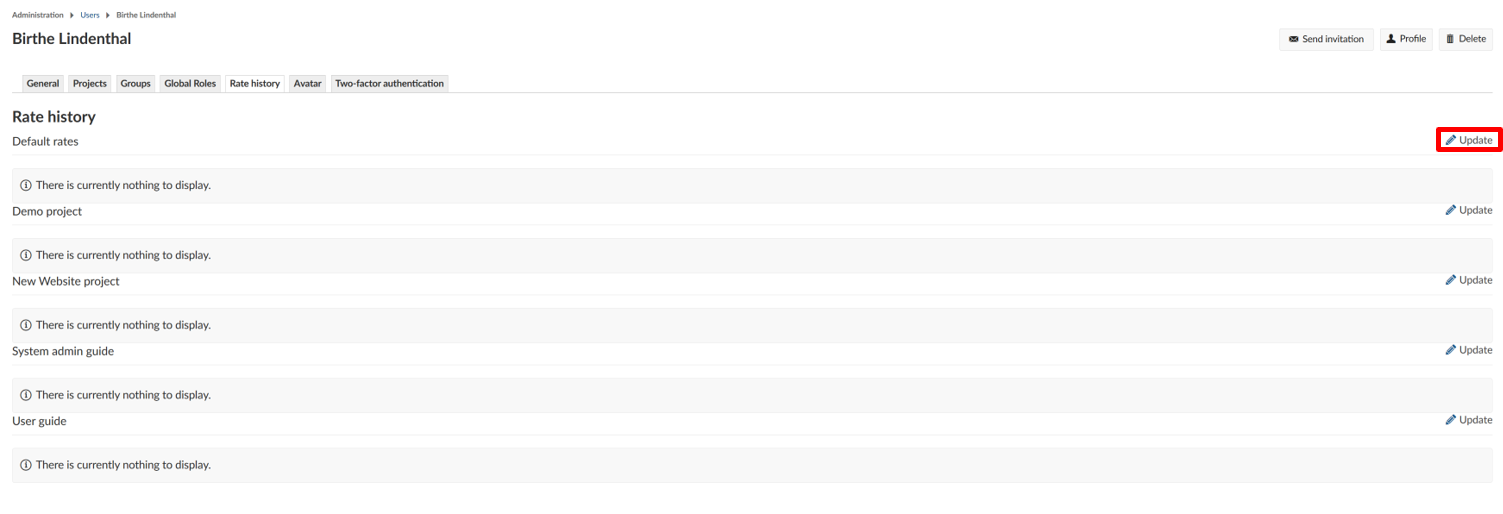 Administration Users Birthe Lindenthal
Birthe Lindenthal
Send invitation Profile Delete
General Projects Groups Global Roles Rate history Avatar Two-factor authentication
Rate history
Default rates Update
There is currently nothing to display.
Demo project Update
There is currently nothing to display.
New Website project Update
There is currently nothing to display.
System admin guide Update
There is currently nothing to display.
User guide Update
There is currently nothing to display.